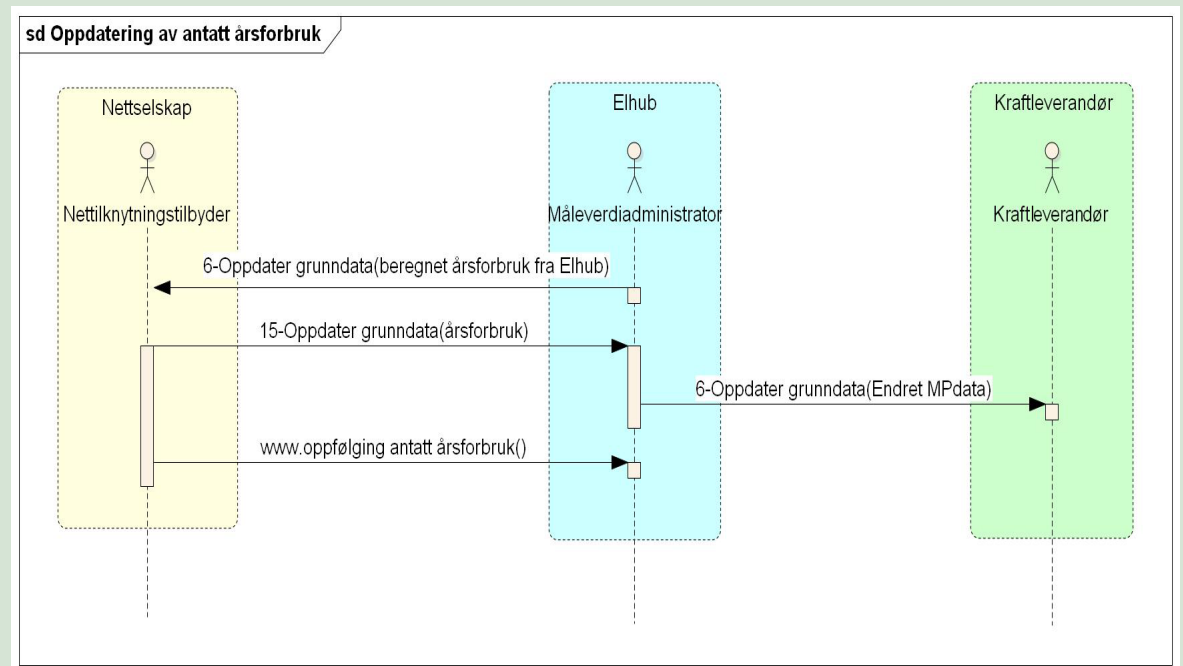 sd Oppdatering av antatt årsforbruk
Nettselskap
Elhub
Kraftleverandør
Nettilknytningstilbyder
Måleverdiadministrator
Kraftleverandør
6-Oppdater grunndata(beregnet årsforbruk fra Elhub)
15-Oppdater grunndata(årsforbruk)
6-Oppdater grunndata(Endret MPdata)
www.oppfølging antatt årsforbruk()